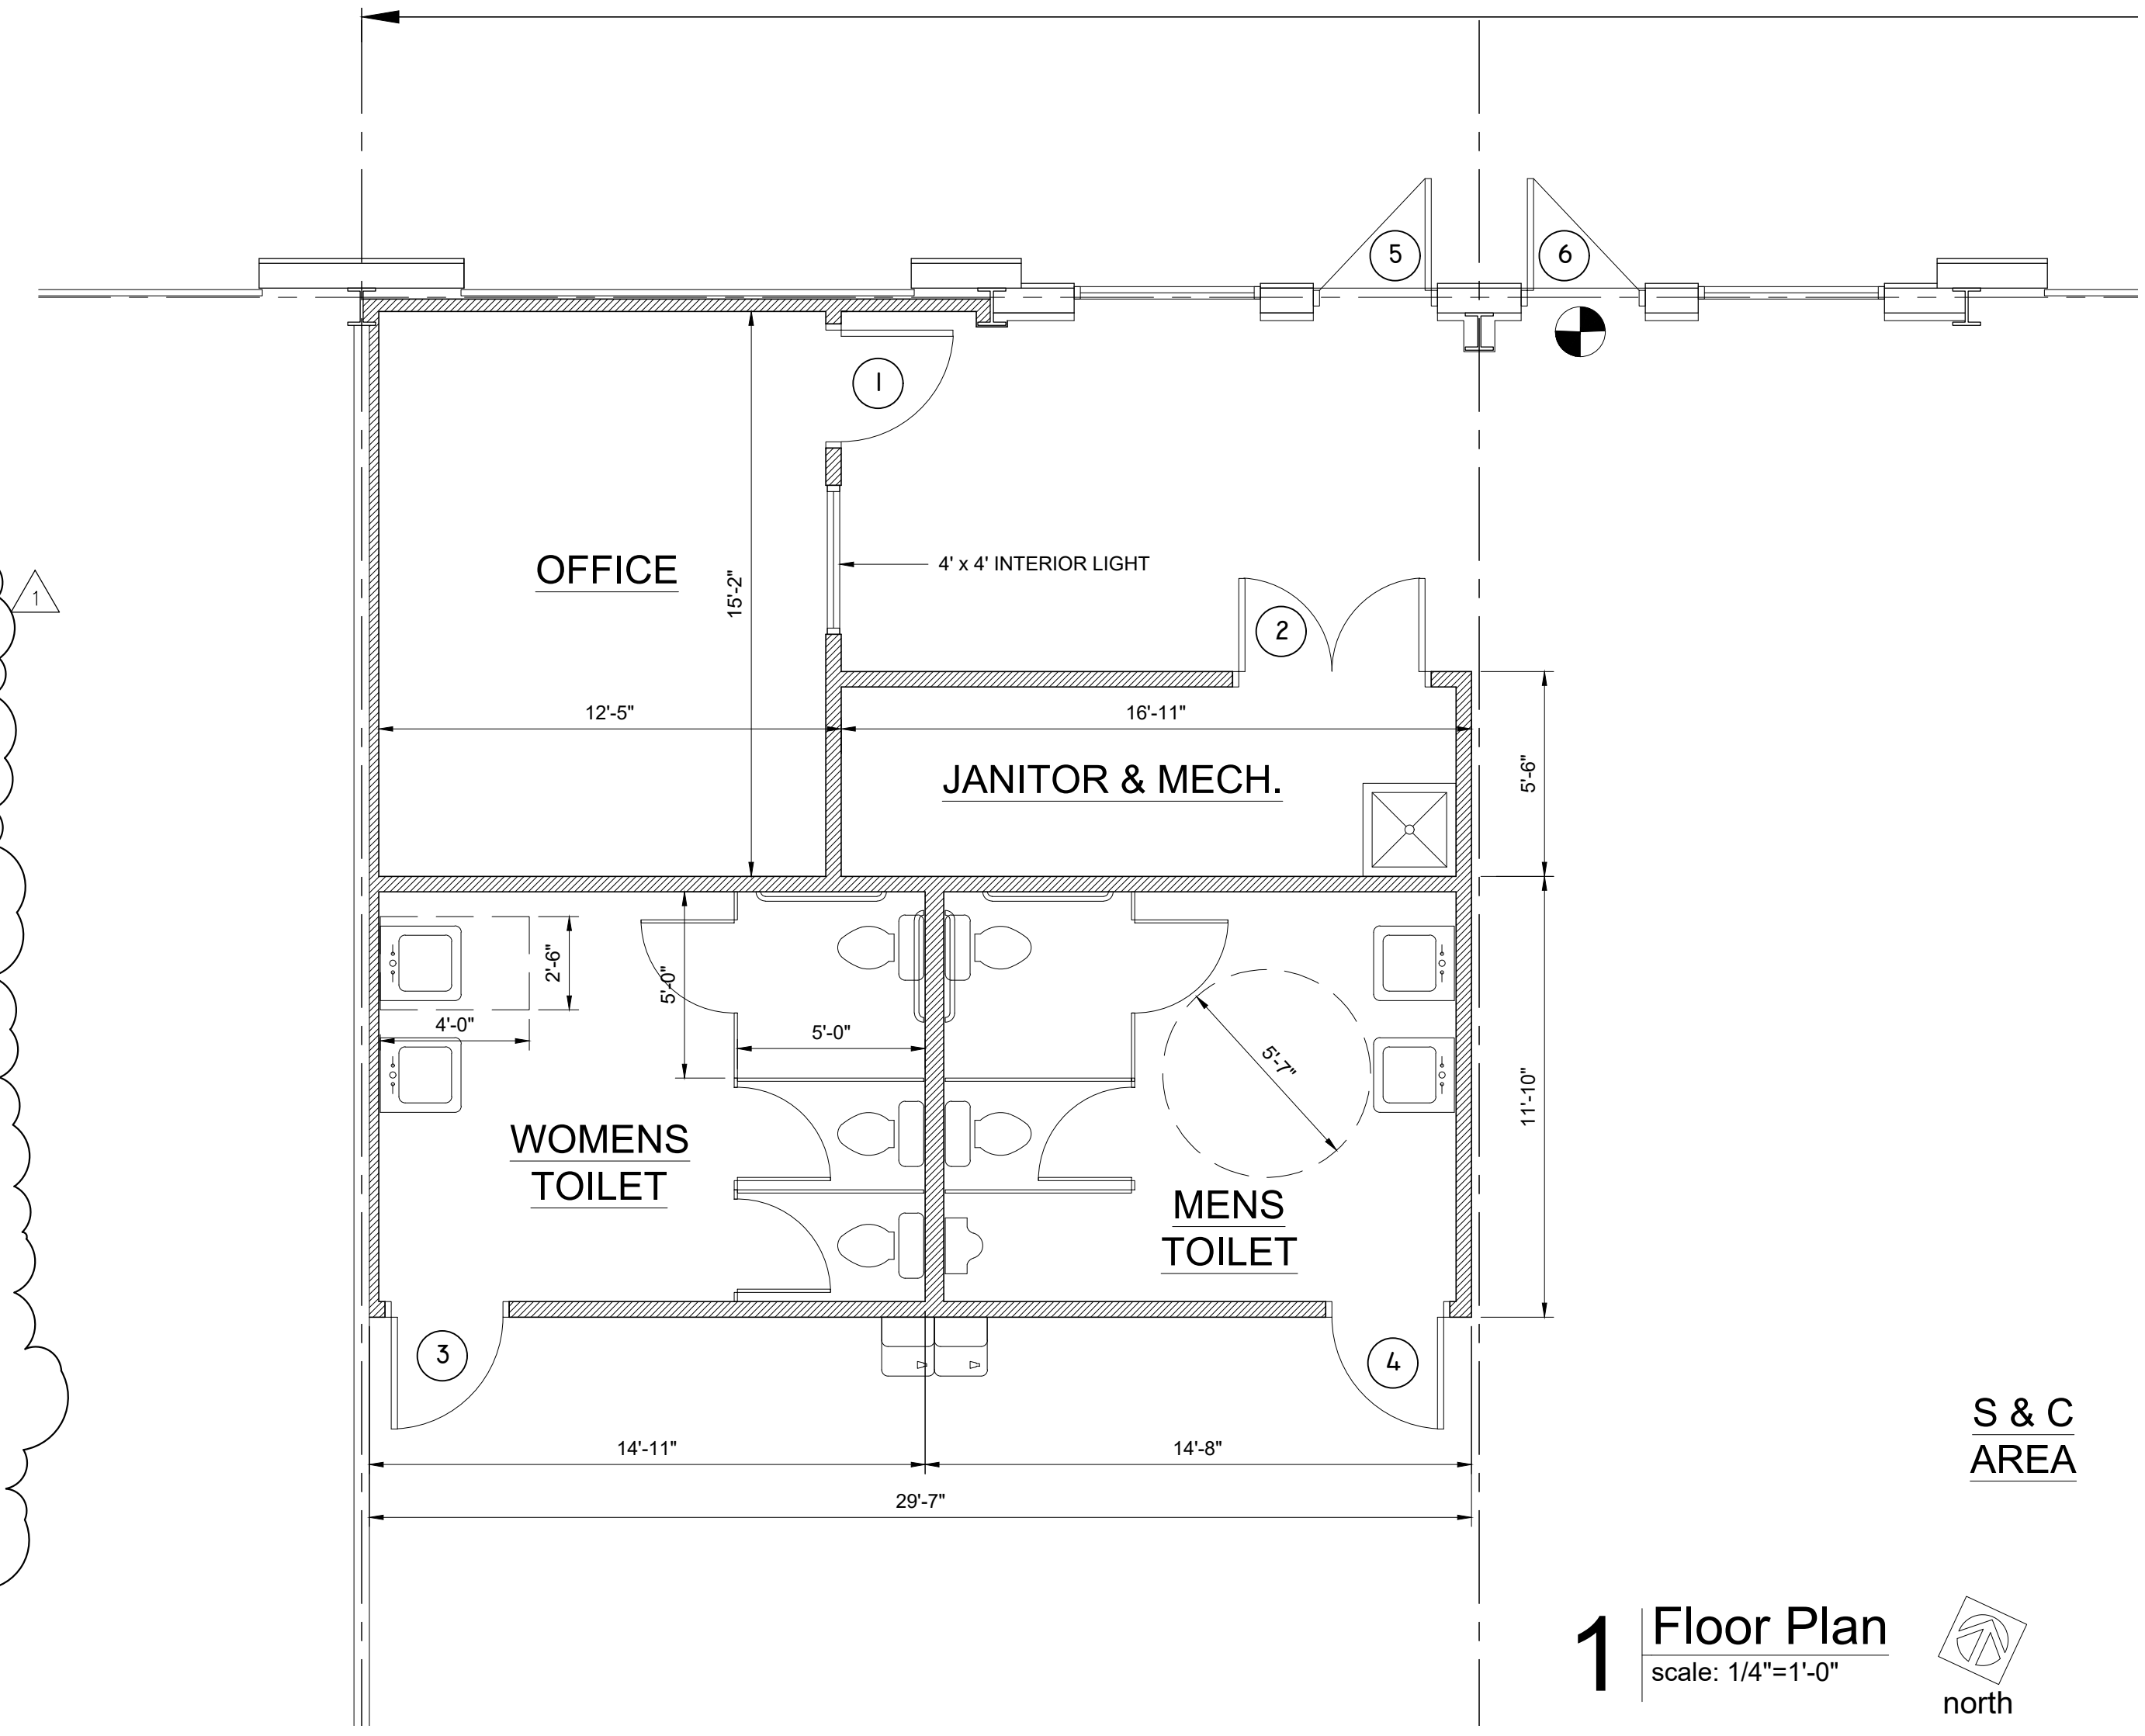 5
6
1
OFFICE
4' x 4' INTERIOR LIGHT
15'-2"
1
2
12'-5"
16'-11"
JANITOR & MECH.
5'-6"
2'-6"
5'-0"
4'-0"
5'-0"
5'-7"
11'-10"
WOMENS
TOILET
MENS
TOILET
3
4
14'-11"
14'-8"
29'-7"
S & C
AREA
1
Floor Plan
scale: 1/4"=1'-0"
north